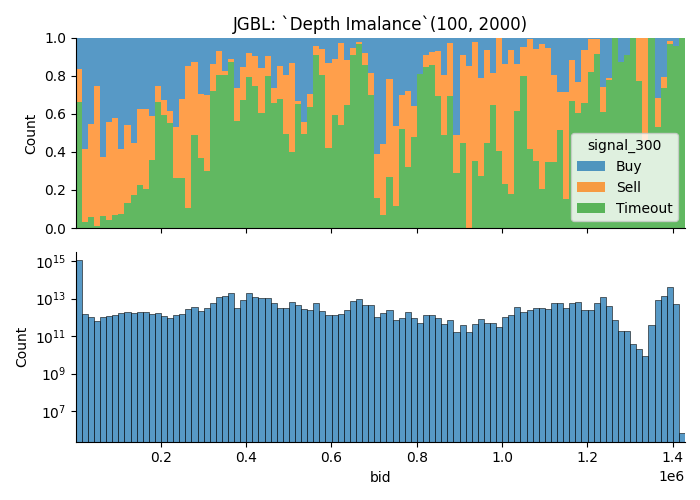 JGBL: `Depth Imalance`(100, 2000)
1.0
0.8
0.6
0.4
0.2
0.0
Count
signal_300
Buy
Sell
Timeout
10^15
10^13
10^11
10^9
10^7
Count
0.2 0.4 0.6 0.8 1.0 1.2 1.4
1e6
bid